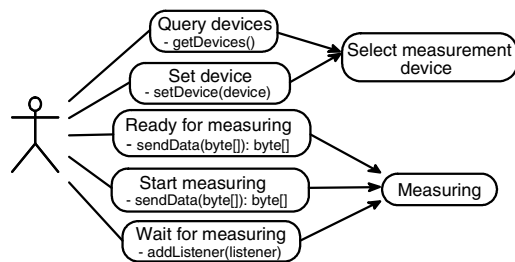 Query devices
- getDevices()
Set device
- setDevice(device)
Select measurement
device
Ready for measuring
- sendData(byte[]): byte[]
Start measuring
- sendData(byte[]): byte[]
Wait for measuring
- addListener(listener)
Measuring